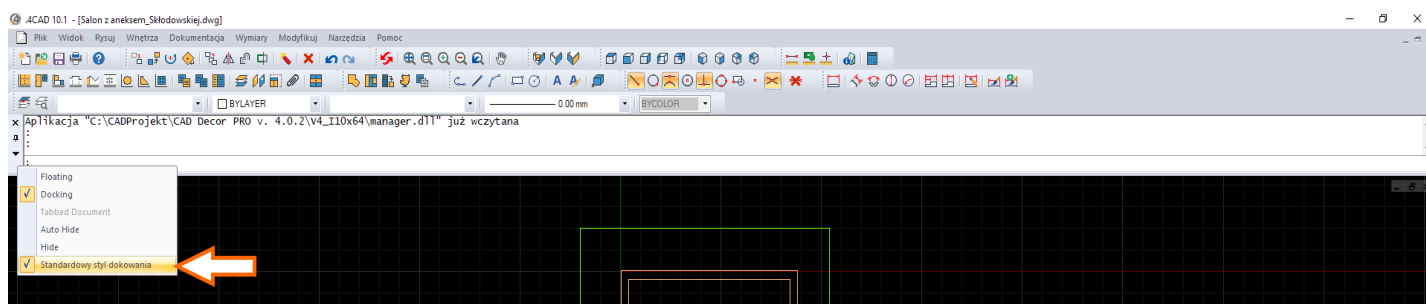 .4CAD 10.1 - [Salon z aneksem_Skłodowskiej.dwg]
Plik Widok Rysuj Wnętrza Dokumentacja Wymiary Modyfikuj Narzędzia Pomoc
BYLAYER 0.00 mm BYCOLOR
Aplikacja "C:\CADProjekt\CAD Decor PRO v. 4.0.2\V4_I10x64\manager.dll" już wczytana
:
:
:
Floating
Docking
Tabbed Document
Auto Hide
Hide
Standardowy styl dokowania